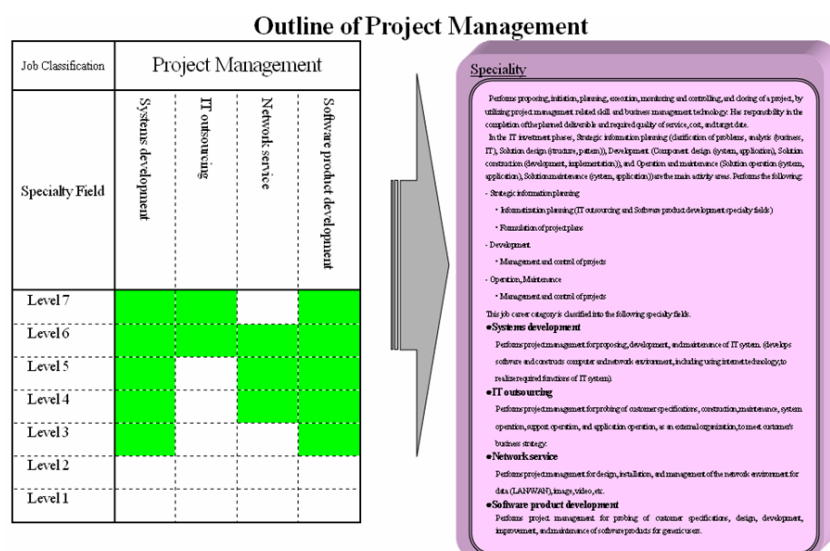 Outline of Project Management
Job Classification
Project Management
Specialty Field
Systems development
IT outsourcing
Network service
Software product development
Level 7
Level 6
Level 5
Level 4
Level 3
Level 2
Level 1
Speciality
Performs proposing, initiation, planning, execution, monitoring and controlling, and closing of a project, by
utilizing project management related skill and business management technology. Has responsibility in the
completion of the planned deliverable and required quality of service, cost, and target date.
In the IT investment phases, Strategic information planning (clarification of problems, analysis (business,
IT), Solution design (structure, pattern)), Development (Component design (system, application), Solution
construction (development, implementation)), and Operation and maintenance (Solution operation (system,
application), Solution maintenance (system, application)) are the main activity areas. Performs the following:
- Strategic information planning
・Informatization planning (IT outsourcing and Software product development specialty fields)
・Formulation of project plans
- Development
・Management and control of projects
- Operation, Maintenance
・Management and control of projects
This job career category is classified into the following specialty fields.
●Systems development
Performs project management for proposing, development, and maintenance of IT system. (develops
software and constructs computer and network environment, including using internet technology, to
realize required functions of IT system).
●IT outsourcing
Performs project management for probing of customer specifications, construction, maintenance, system
operation, support operation, and application operation, as an external organization, to meet customer's
business strategy.
●Network service
Performs project management for design, installation, and management of the network environment for
data (LAN/WAN), image, video, etc.
●Software product development
Performs project management for probing of customer specifications, design, development,
improvement, and maintenance of software products for generic users.